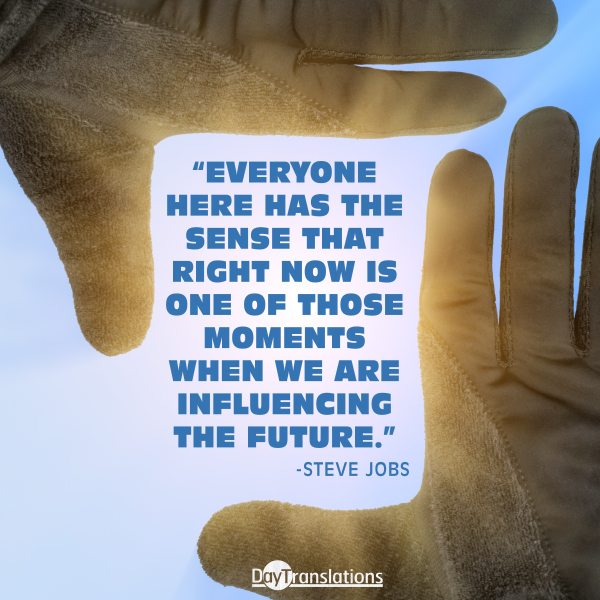 “EVERYONE
HERE HAS THE
SENSE THAT
RIGHT NOW IS
ONE OF THOSE
MOMENTS
WHEN WE ARE
INFLUENCING
THE FUTURE.”
-STEVE JOBS
DayTranslations